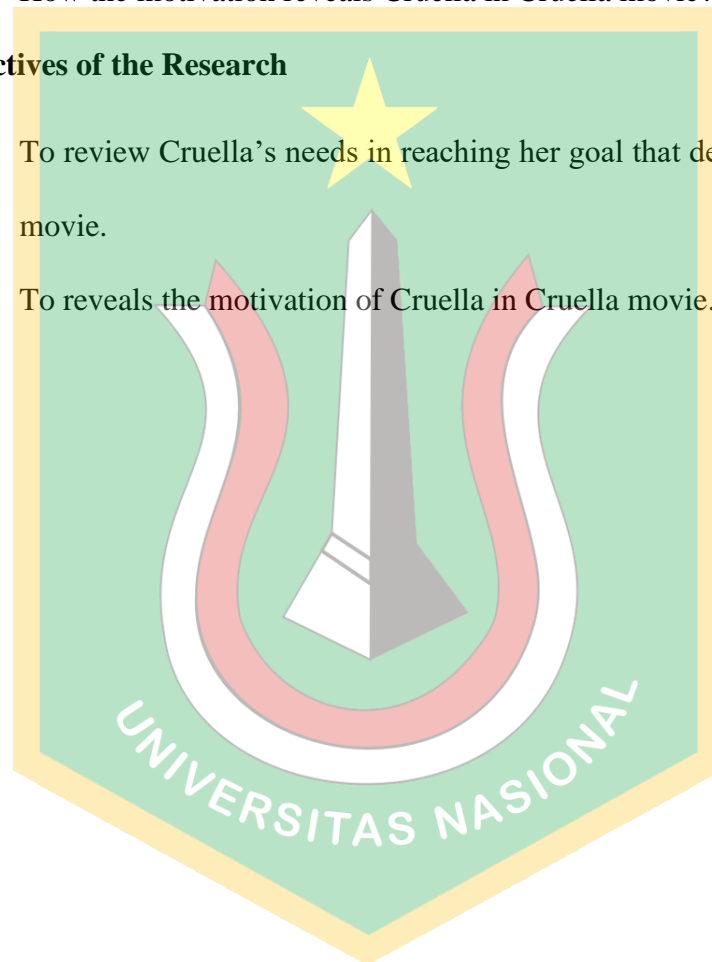 How the motivation reveals Cruella in Cruella movie?
ctives of the Research
To review Cruella's needs in reaching her goal that de
movie.
To reveals the motivation of Cruella in Cruella movie.
UNIVERSITAS NASIONAL